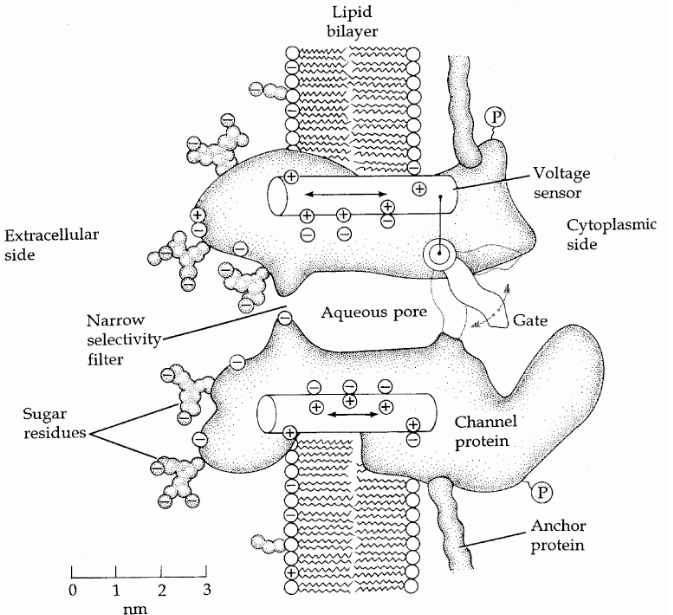 Lipid
bilayer
P
Voltage
sensor
Extracellular
side
Cytoplasmic
side
Aqueous pore
Gate
Narrow
selectivity
filter
Sugar
residues
Channel
protein
P
Anchor
protein
0 1 2 3
nm